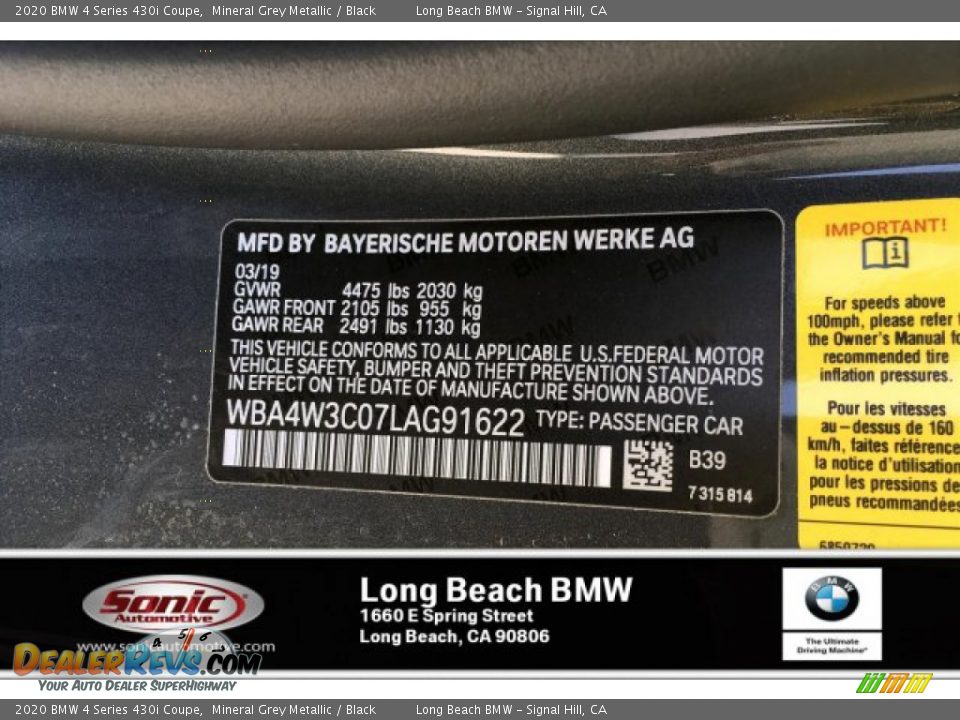 2020 BMW 4 Series 430i Coupe, Mineral Grey Metallic / Black Long Beach BMW - Signal Hill, CA
MFD BY BAYERISCHE MOTOREN WERKE AG
03/19
GVWR 4475 lbs 2030 kg
GAWR FRONT 2105 lbs 955 kg
GAWR REAR 2491 lbs 1130 kg
THIS VEHICLE CONFORMS TO ALL APPLICABLE U.S.FEDERAL MOTOR
VEHICLE SAFETY, BUMPER AND THEFT PREVENTION STANDARDS
IN EFFECT ON THE DATE OF MANUFACTURE SHOWN ABOVE.
WBA4W3C07LAG91622 TYPE: PASSENGER CAR
B39
7315814
IMPORTANT!
For speeds above
100mph, please refer
the Owner's Manual
recommended tire
inflation pressures.
Pour les vitesses
au-dessus de 160
km/h, faites référence
la notice d'utilisation
pour les pressions
pneus recommandées
Sonic
Automotive
www.sonicautomotive.com
Long Beach BMW
1660 E Spring Street
Long Beach, CA 90806
BMW
The Ultimate
Driving Machine®
4 5 6
DealerRevs.com
Your Auto Dealer SuperHighway
2020 BMW 4 Series 430i Coupe, Mineral Grey Metallic / Black Long Beach BMW - Signal Hill, CA